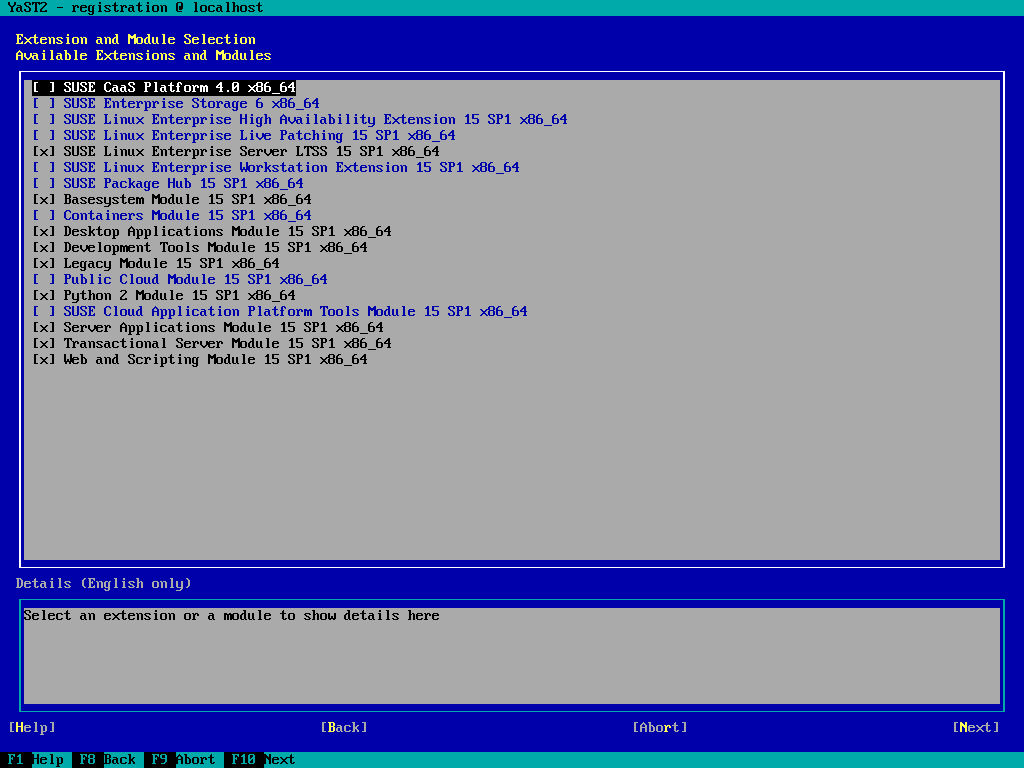 YaST2 - registration @ localhost
Extension and Module Selection
Available Extensions and Modules
[ ] SUSE CaaS Platform 4.0 x86_64
[ ] SUSE Enterprise Storage 6 x86_64
[ ] SUSE Linux Enterprise High Availability Extension 15 SP1 x86_64
[ ] SUSE Linux Enterprise Live Patching 15 SP1 x86_64
[x] SUSE Linux Enterprise Server LTSS 15 SP1 x86_64
[ ] SUSE Linux Enterprise Workstation Extension 15 SP1 x86_64
[ ] SUSE Package Hub 15 SP1 x86_64
[x] Basesystem Module 15 SP1 x86_64
[ ] Containers Module 15 SP1 x86_64
[x] Desktop Applications Module 15 SP1 x86_64
[x] Development Tools Module 15 SP1 x86_64
[x] Legacy Module 15 SP1 x86_64
[ ] Public Cloud Module 15 SP1 x86_64
[x] Python 2 Module 15 SP1 x86_64
[ ] SUSE Cloud Application Platform Tools Module 15 SP1 x86_64
[x] Server Applications Module 15 SP1 x86_64
[x] Transactional Server Module 15 SP1 x86_64
[x] Web and Scripting Module 15 SP1 x86_64
Details (English only)
Select an extension or a module to show details here
[Help] [Back] [Abort] [Next]
F1 Help F8 Back F9 Abort F10 Next